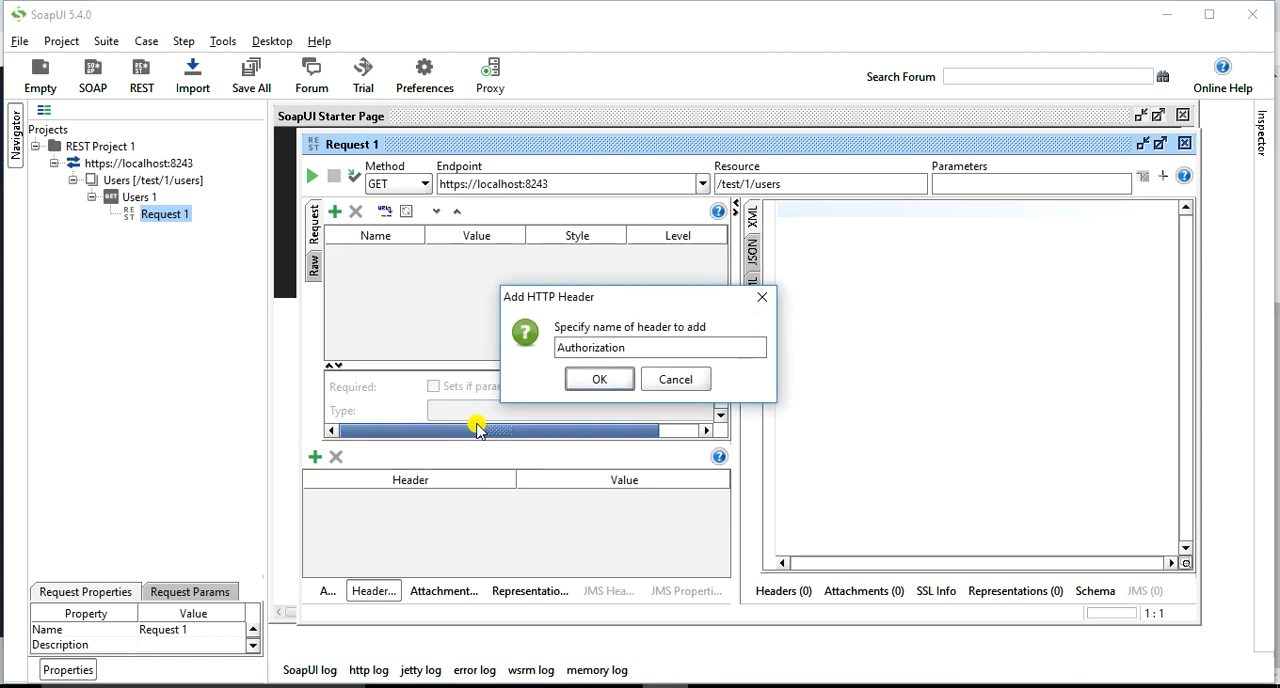 SoapUI 5.4.0
File Project Suite Case Step Tools Desktop Help
Empty SOAP REST Import Save All Forum Trial Preferences Proxy
Search Forum
Online Help
Navigator
Projects
REST Project 1
https://localhost:8243
Users [/test/1/users]
GET Users 1
REST Request 1
SoapUI Starter Page
REST Request 1
Method Endpoint Resource Parameters
GET https://localhost:8243 /test/1/users
Request
Raw
Name Value Style Level
Required: Sets if para
Type:
Add HTTP Header
Specify name of header to add
Authorization
OK Cancel
Header Value
A... Header... Attachment... Representatio... JMS Hea... JMS Properti...
XML
JSON
Headers (0) Attachments (0) SSL Info Representations (0) Schema JMS (0)
1 : 1
Inspector
Request Properties Request Params
Property Value
Name Request 1
Description
Properties
SoapUI log http log jetty log error log wsrm log memory log